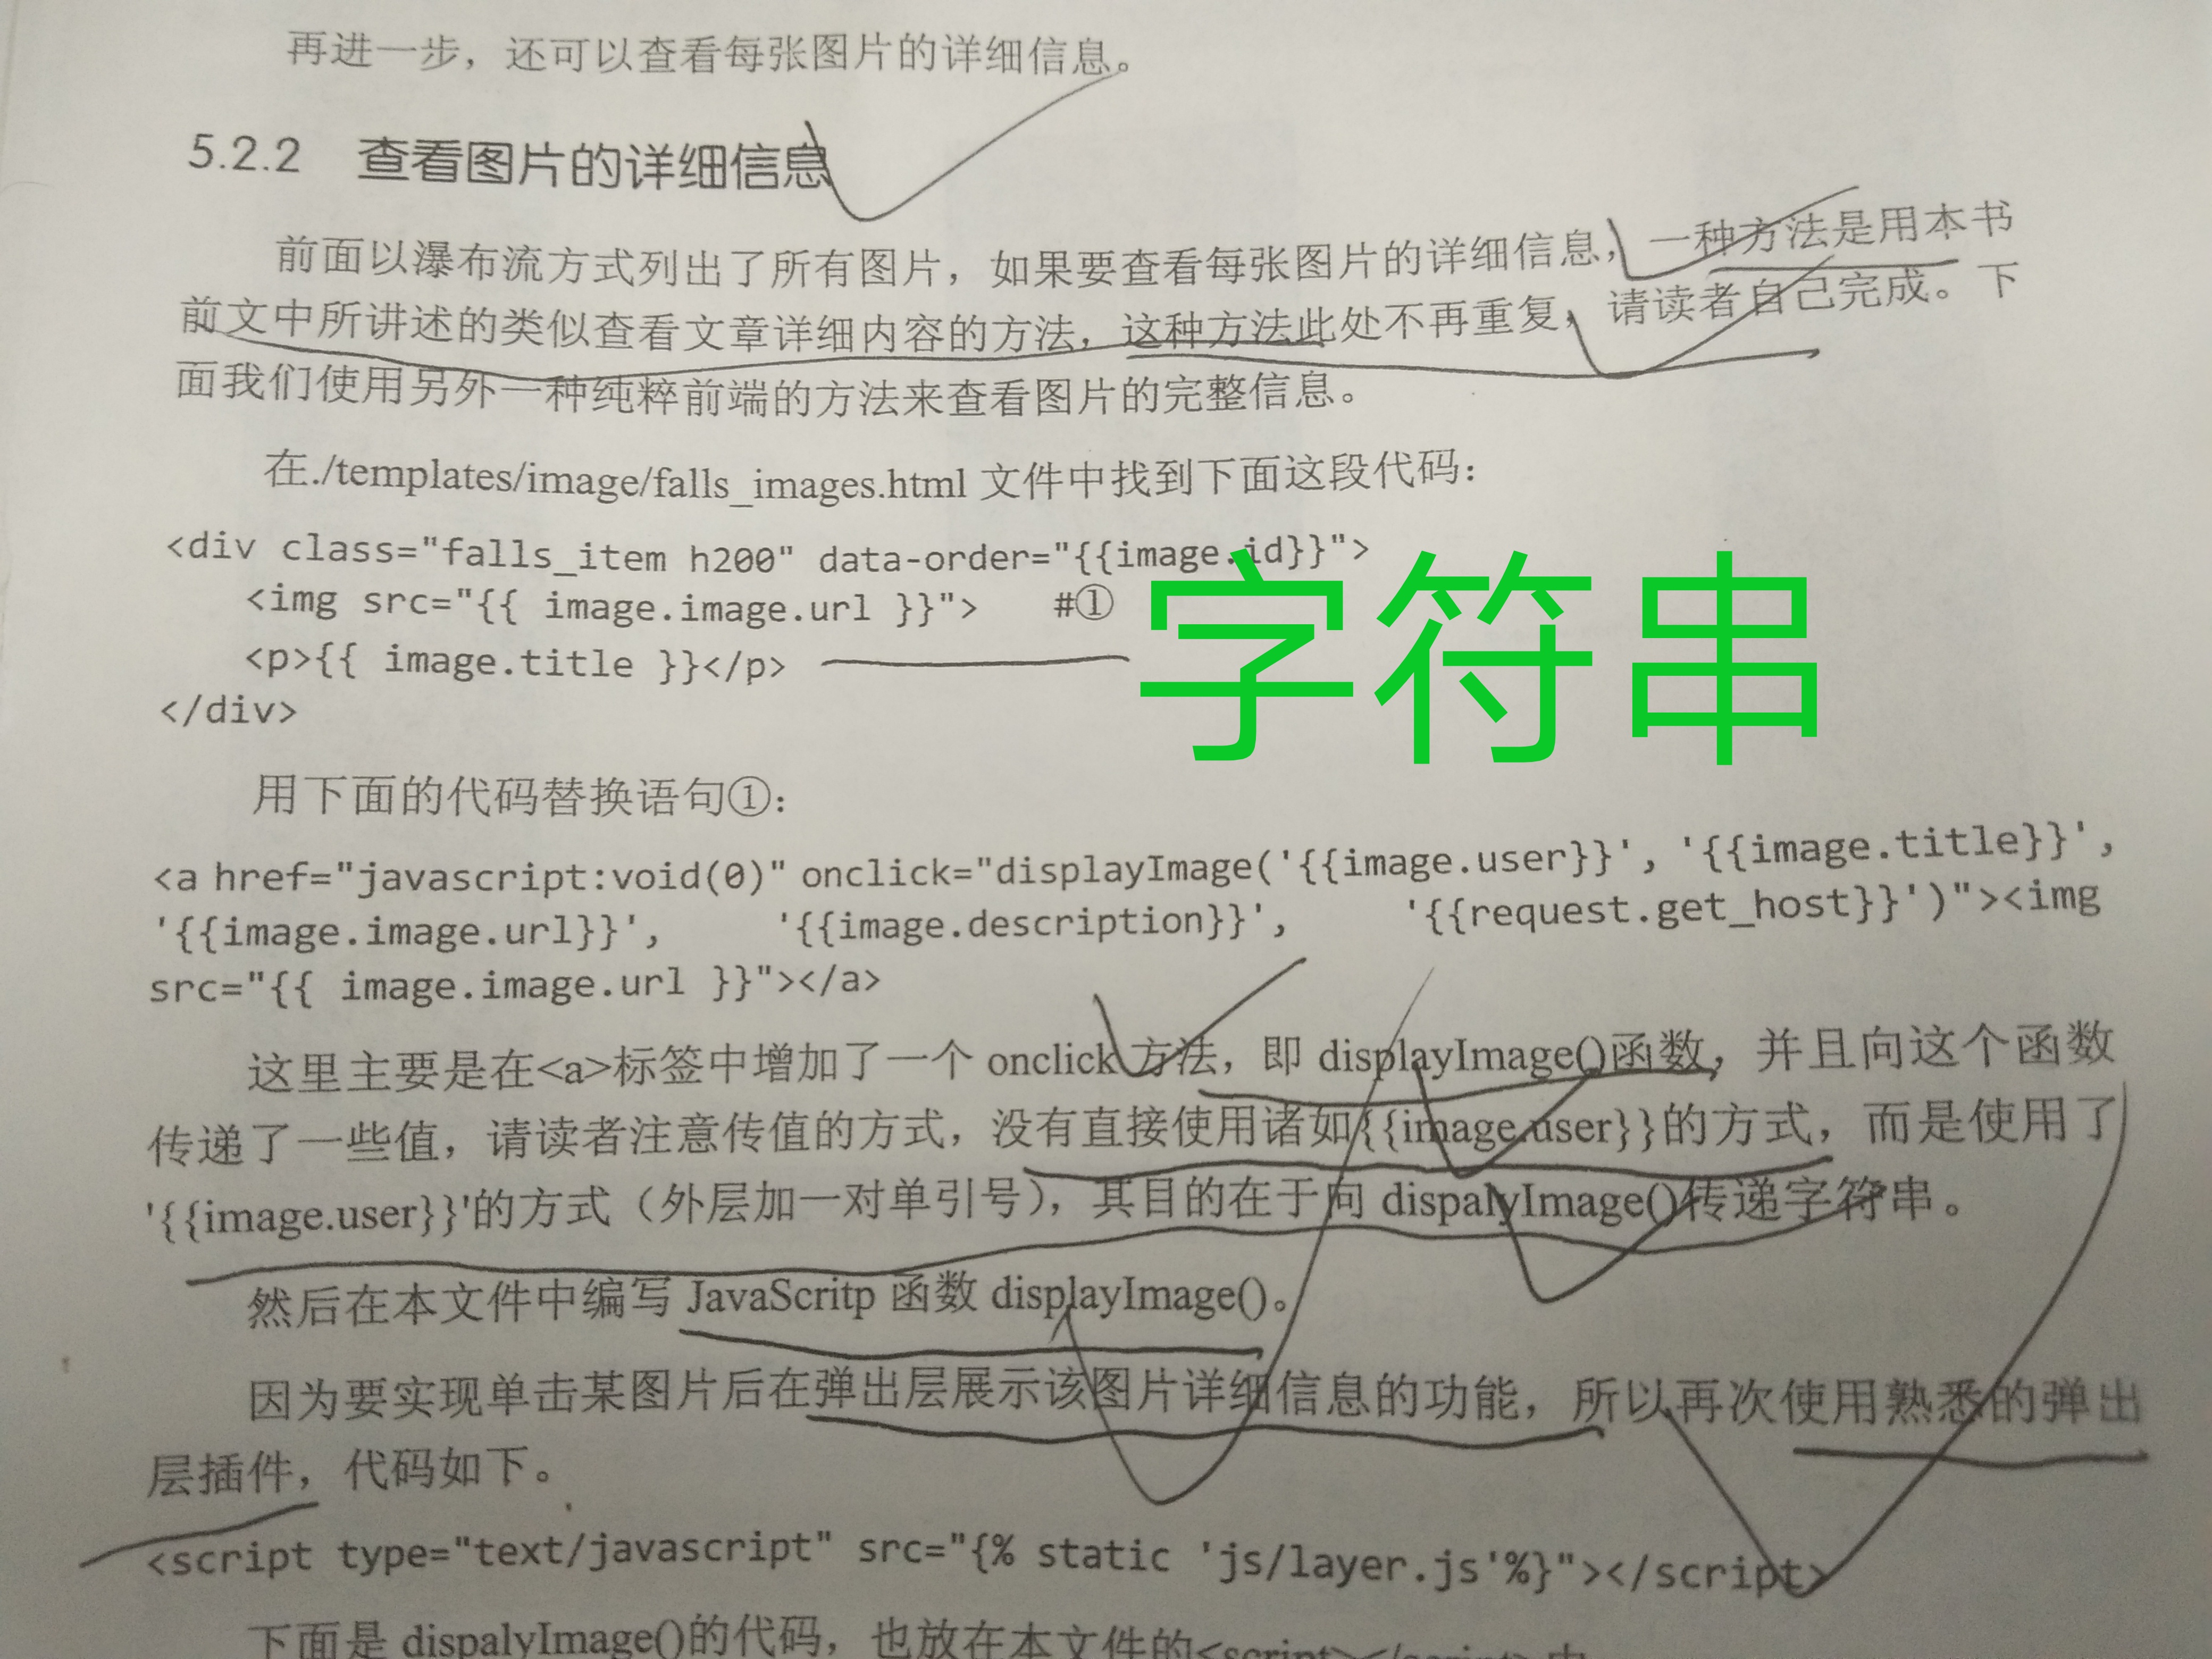 再进一步，还可以查看每张图片的详细信息。
5.2.2 查看图片的详细信息
前面以瀑布流方式列出了所有图片，如果要查看每张图片的详细信息，一种方法是用本书
前文中所讲述的类似查看文章详细内容的方法，这种方法此处不再重复，请读者自己完成。下
面我们使用另外一种纯粹前端的方法来查看图片的完整信息。
在./templates/image/falls_images.html 文件中找到下面这段代码：
<div class="falls_item h200" data-order="{{image.id}}">
<img src="{{ image.image.url }}"> #①
<p>{{ image.title }}</p>
字符串
</div>
用下面的代码替换语句①：
<a href="javascript:void(0)" onclick="displayImage('{{image.user}}', '{{image.title}}',
'{{image.image.url}}', '{{image.description}}', '{{request.get_host}}')"><img
src="{{ image.image.url }}"></a>
这里主要是在<a>标签中增加了一个 onclick 方法，即 displayImage()函数，并且向这个函数
传递了一些值，请读者注意传值的方式，没有直接使用诸如{{image.user}}的方式，而是使用了
'{{image.user}}'的方式（外层加一对单引号），其目的在于向 dispalyImage()传递字符串。
然后在本文件中编写 JavaScritp 函数 displayImage()。
因为要实现单击某图片后在弹出层展示该图片详细信息的功能，所以再次使用熟悉的弹出
层插件，代码如下。
<script type="text/javascript" src="{% static 'js/layer.js'%}"></script>
下面是 dispalyImage()的代码，也放在本文件的<script></script>中